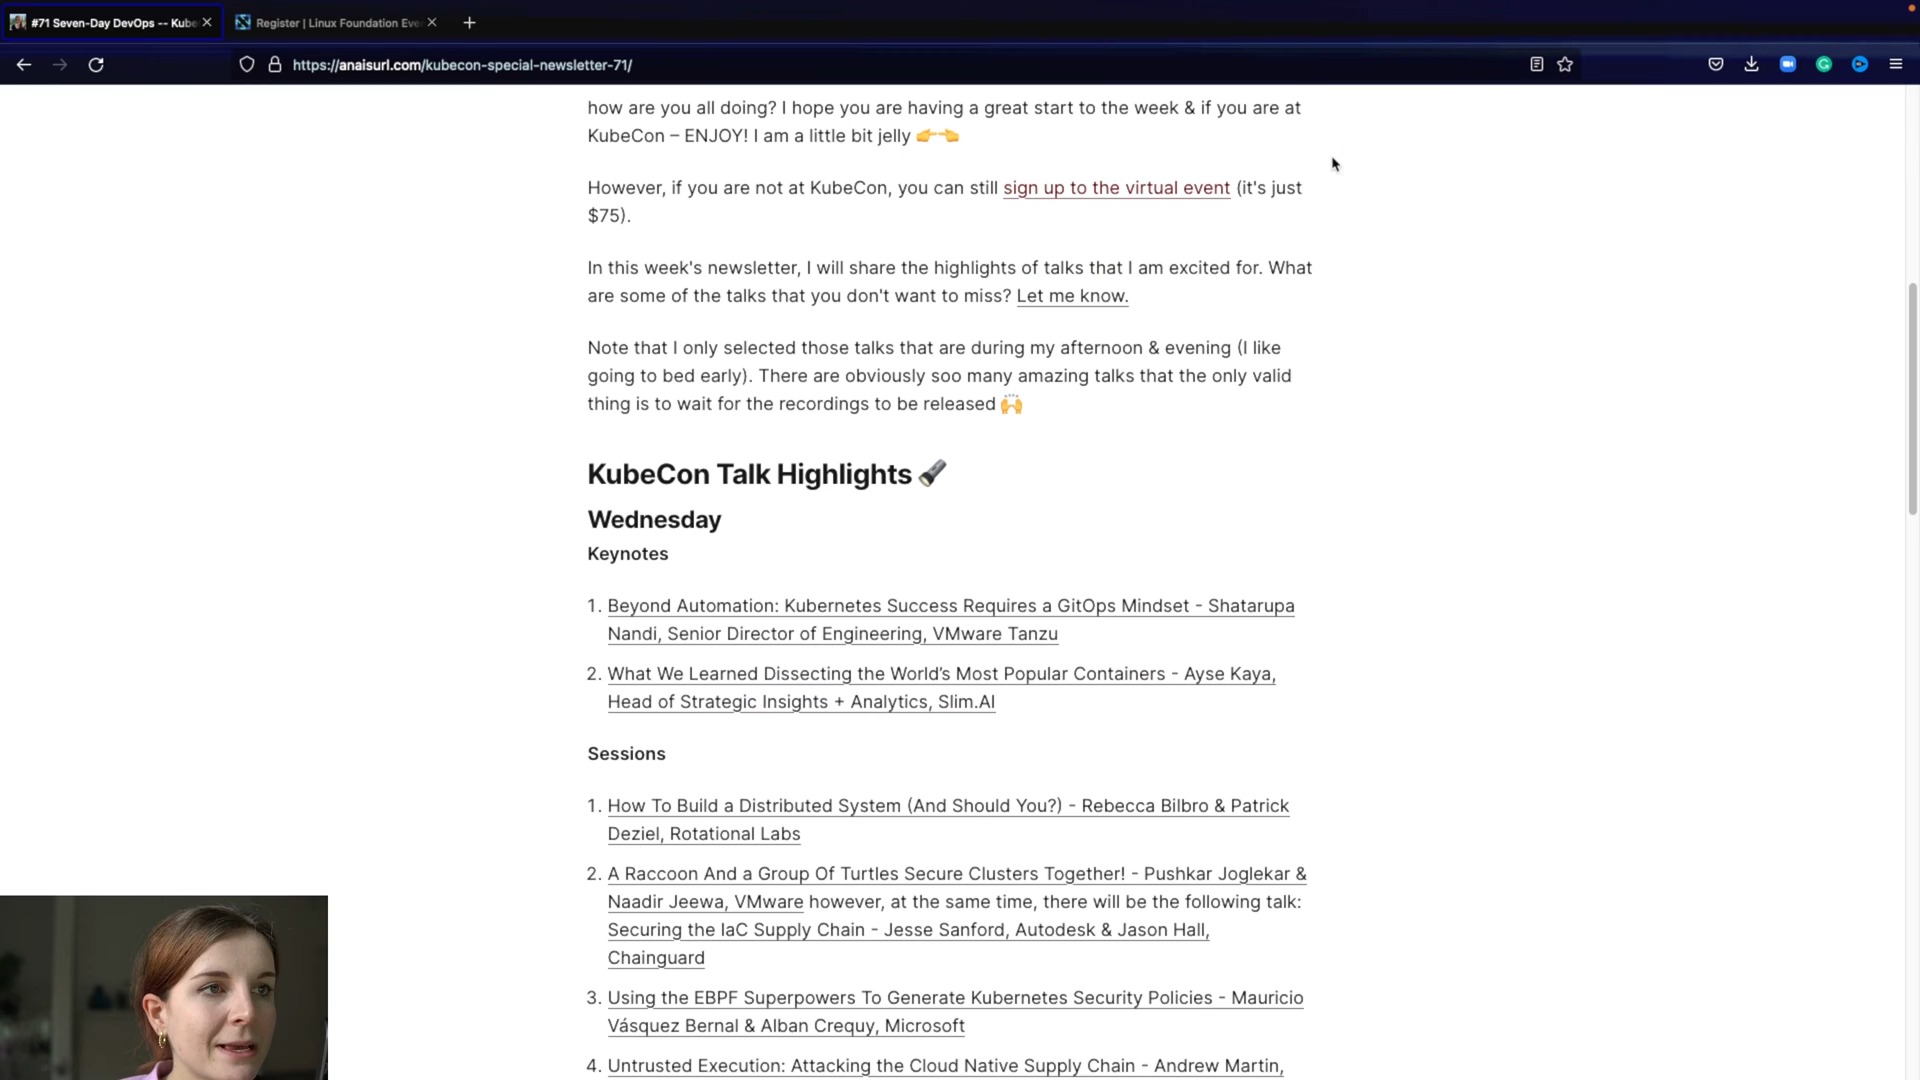 #71 Seven-Day DevOps -- Kube
Register | Linux Foundation Eve
https://anaisurl.com/kubecon-special-newsletter-71/
how are you all doing? I hope you are having a great start to the week & if you are at
KubeCon – ENJOY! I am a little bit jelly 👉👈
However, if you are not at KubeCon, you can still sign up to the virtual event (it's just
$75).
In this week's newsletter, I will share the highlights of talks that I am excited for. What
are some of the talks that you don't want to miss? Let me know.
Note that I only selected those talks that are during my afternoon & evening (I like
going to bed early). There are obviously soo many amazing talks that the only valid
thing is to wait for the recordings to be released 🙌
KubeCon Talk Highlights 🔦
Wednesday
Keynotes
1. Beyond Automation: Kubernetes Success Requires a GitOps Mindset - Shatarupa
Nandi, Senior Director of Engineering, VMware Tanzu
2. What We Learned Dissecting the World’s Most Popular Containers - Ayse Kaya,
Head of Strategic Insights + Analytics, Slim.AI
Sessions
1. How To Build a Distributed System (And Should You?) - Rebecca Bilbro & Patrick
Deziel, Rotational Labs
2. A Raccoon And a Group Of Turtles Secure Clusters Together! - Pushkar Joglekar &
Naadir Jeewa, VMware however, at the same time, there will be the following talk:
Securing the IaC Supply Chain - Jesse Sanford, Autodesk & Jason Hall,
Chainguard
3. Using the EBPF Superpowers To Generate Kubernetes Security Policies - Mauricio
Vásquez Bernal & Alban Crequy, Microsoft
4. Untrusted Execution: Attacking the Cloud Native Supply Chain - Andrew Martin,